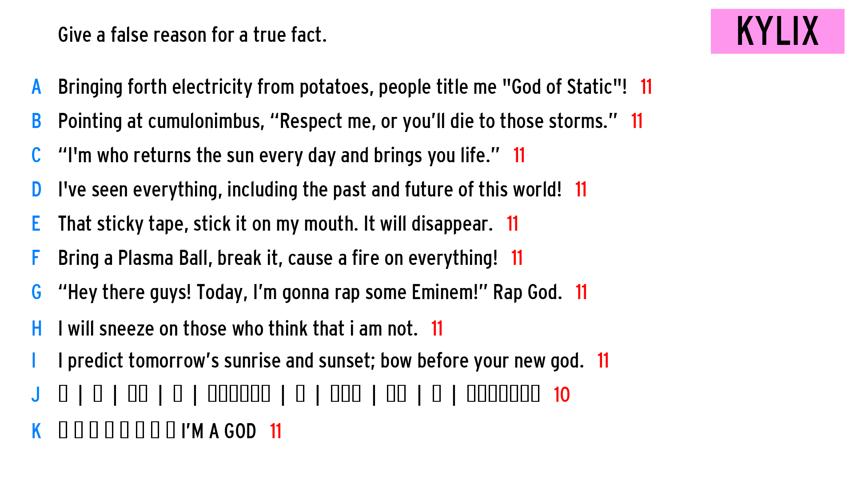 Give a false reason for a true fact.
KYLIX
A Bringing forth electricity from potatoes, people title me "God of Static"! 11
B Pointing at cumulonimbus, “Respect me, or you’ll die to those storms.” 11
C “I'm who returns the sun every day and brings you life.” 11
D I've seen everything, including the past and future of this world! 11
E That sticky tape, stick it on my mouth. It will disappear. 11
F Bring a Plasma Ball, break it, cause a fire on everything! 11
G “Hey there guys! Today, I’m gonna rap some Eminem!” Rap God. 11
H I will sneeze on those who think that i am not. 11
I I predict tomorrow’s sunrise and sunset; bow before your new god. 11
J ▯ | ▯ | ▯▯ | ▯ | ▯▯▯▯▯▯ | ▯ | ▯▯▯ | ▯▯ | ▯ | ▯▯▯▯▯▯▯ 10
K ▯ ▯ ▯ ▯ ▯ ▯ ▯ ▯ I’M A GOD 11